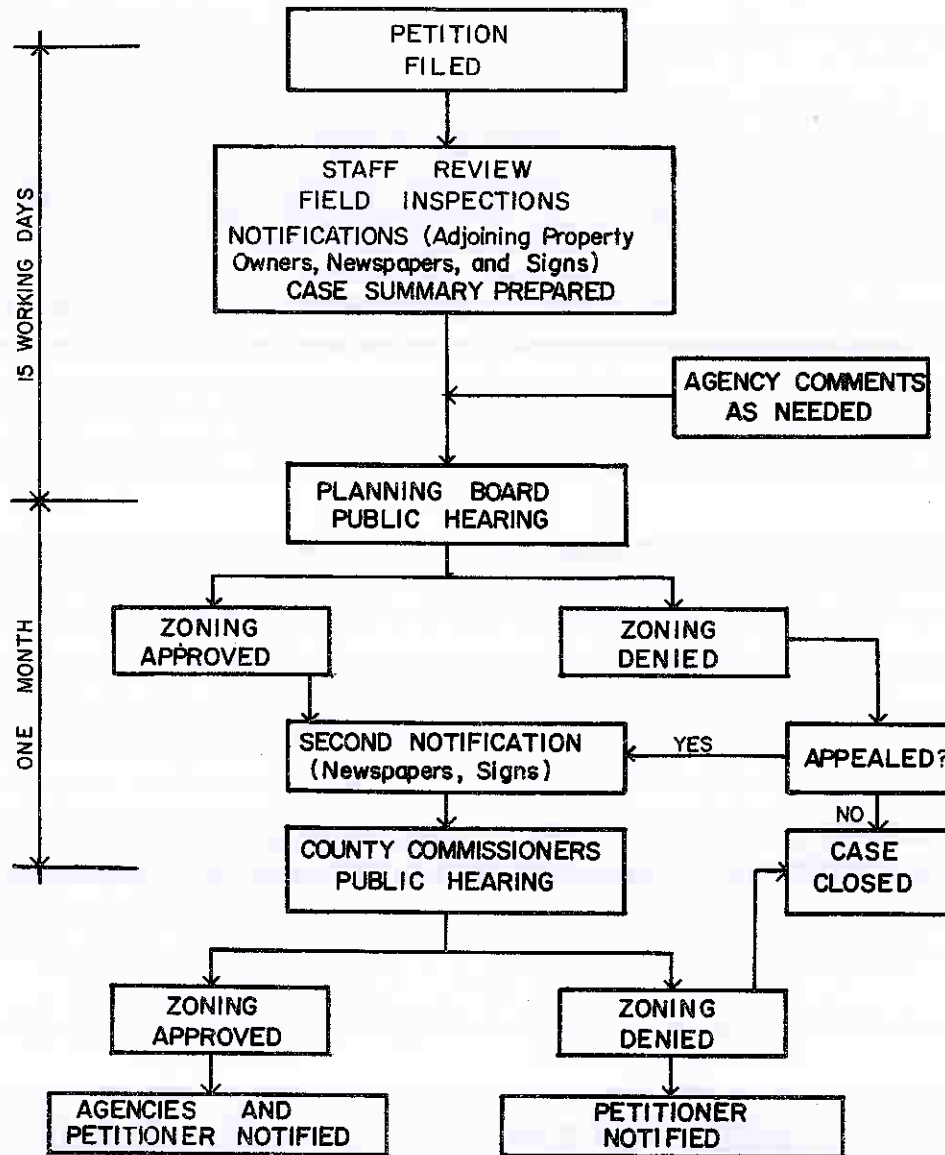 PETITION
FILED
15 WORKING DAYS
STAFF REVIEW
FIELD INSPECTIONS
NOTIFICATIONS (Adjoining Property
Owners, Newspapers, and Signs)
CASE SUMMARY PREPARED
AGENCY COMMENTS
AS NEEDED
PLANNING BOARD
PUBLIC HEARING
ONE MONTH
ZONING
APPROVED
ZONING
DENIED
SECOND NOTIFICATION
(Newspapers, Signs)
YES
APPEALED?
NO
COUNTY COMMISSIONERS
PUBLIC HEARING
CASE
CLOSED
ZONING
APPROVED
ZONING
DENIED
AGENCIES AND
PETITIONER NOTIFIED
PETITIONER
NOTIFIED